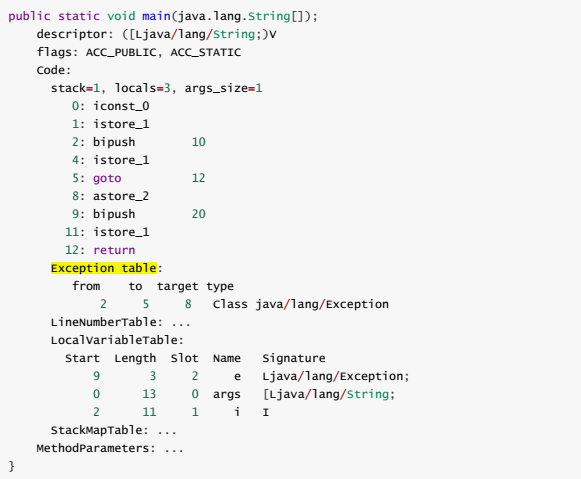 public static void main(java.lang.String[]);
    descriptor: ([Ljava/lang/String;)V
    flags: ACC_PUBLIC, ACC_STATIC
    Code:
      stack=1, locals=3, args_size=1
         0: iconst_0
         1: istore_1
         2: bipush        10
         4: istore_1
         5: goto          12
         8: astore_2
         9: bipush        20
        11: istore_1
        12: return
      Exception table:
         from    to  target type
             2     5     8   Class java/lang/Exception
      LineNumberTable: ...
      LocalVariableTable:
        Start  Length  Slot  Name   Signature
            9       3     2     e   Ljava/lang/Exception;
            0      13     0  args   [Ljava/lang/String;
            2      11     1     i   I
      StackMapTable: ...
    MethodParameters: ...
}